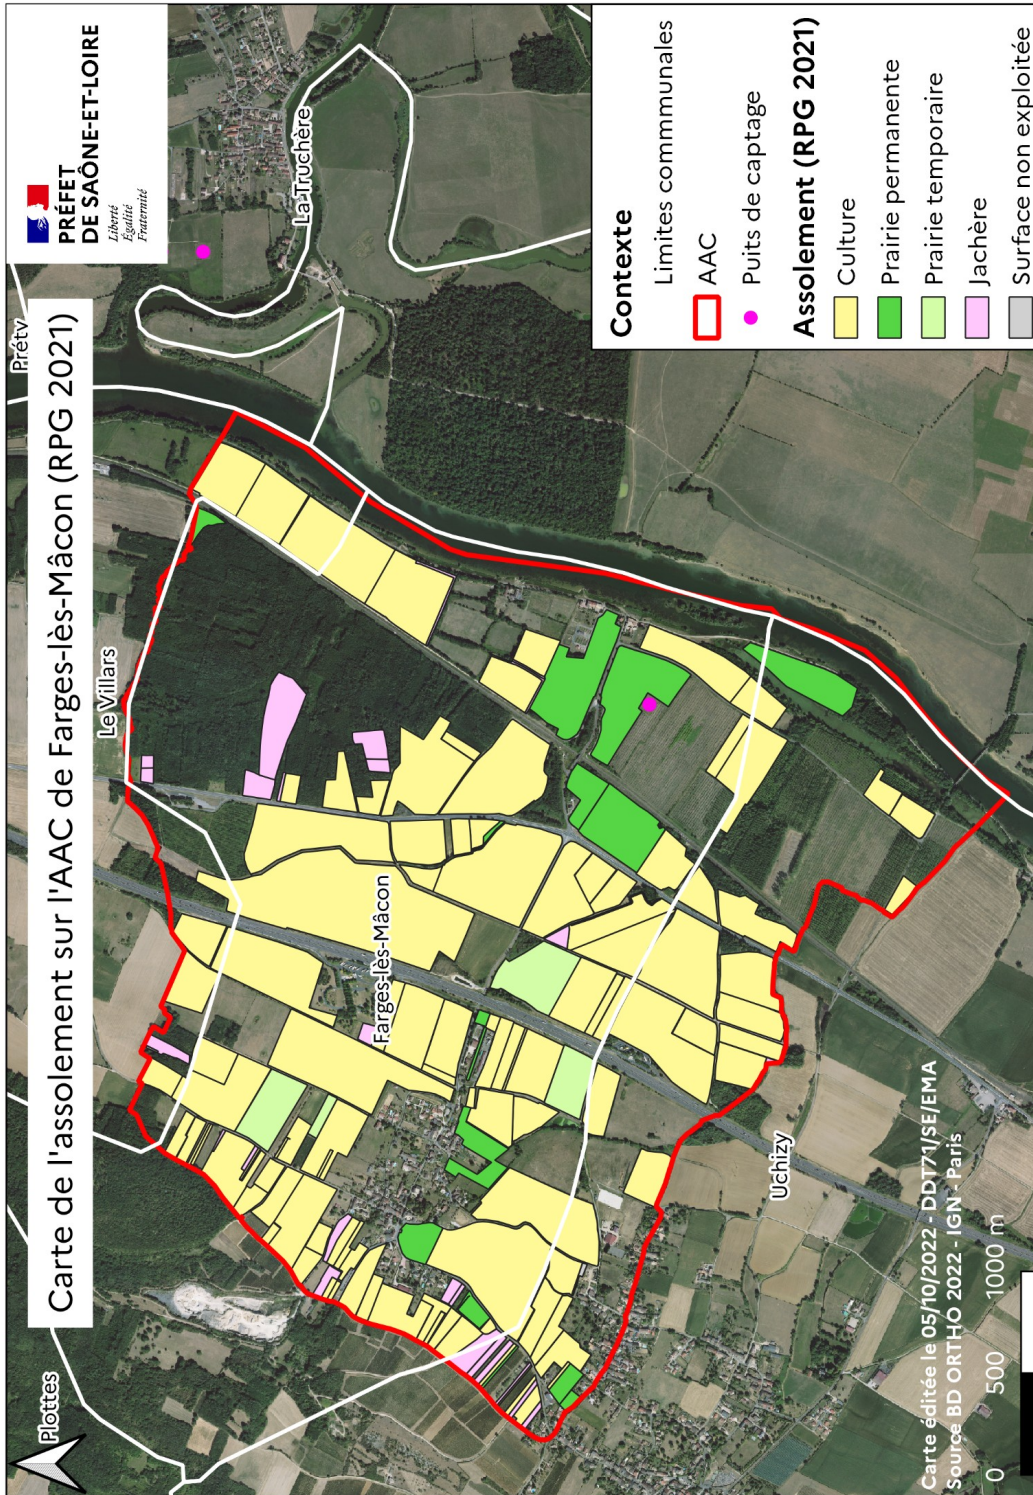 PRÉFET
DE SAÔNE-ET-LOIRE
Liberté
Égalité
Fraternité
Carte de l'assolement sur l'AAC de Farges-lès-Mâcon (RPG 2021)
Plottes
Préty
La Truchère
Le Villars
Farges-lès-Mâcon
Uchizy
Contexte
Limites communales
AAC
Puits de captage
Assolement (RPG 2021)
Culture
Prairie permanente
Prairie temporaire
Jachère
Surface non exploitée
Carte éditée le 05/10/2022 - DDT71/SE/EMA
Source BD ORTHO 2022 - IGN - Paris
0 500 1000 m